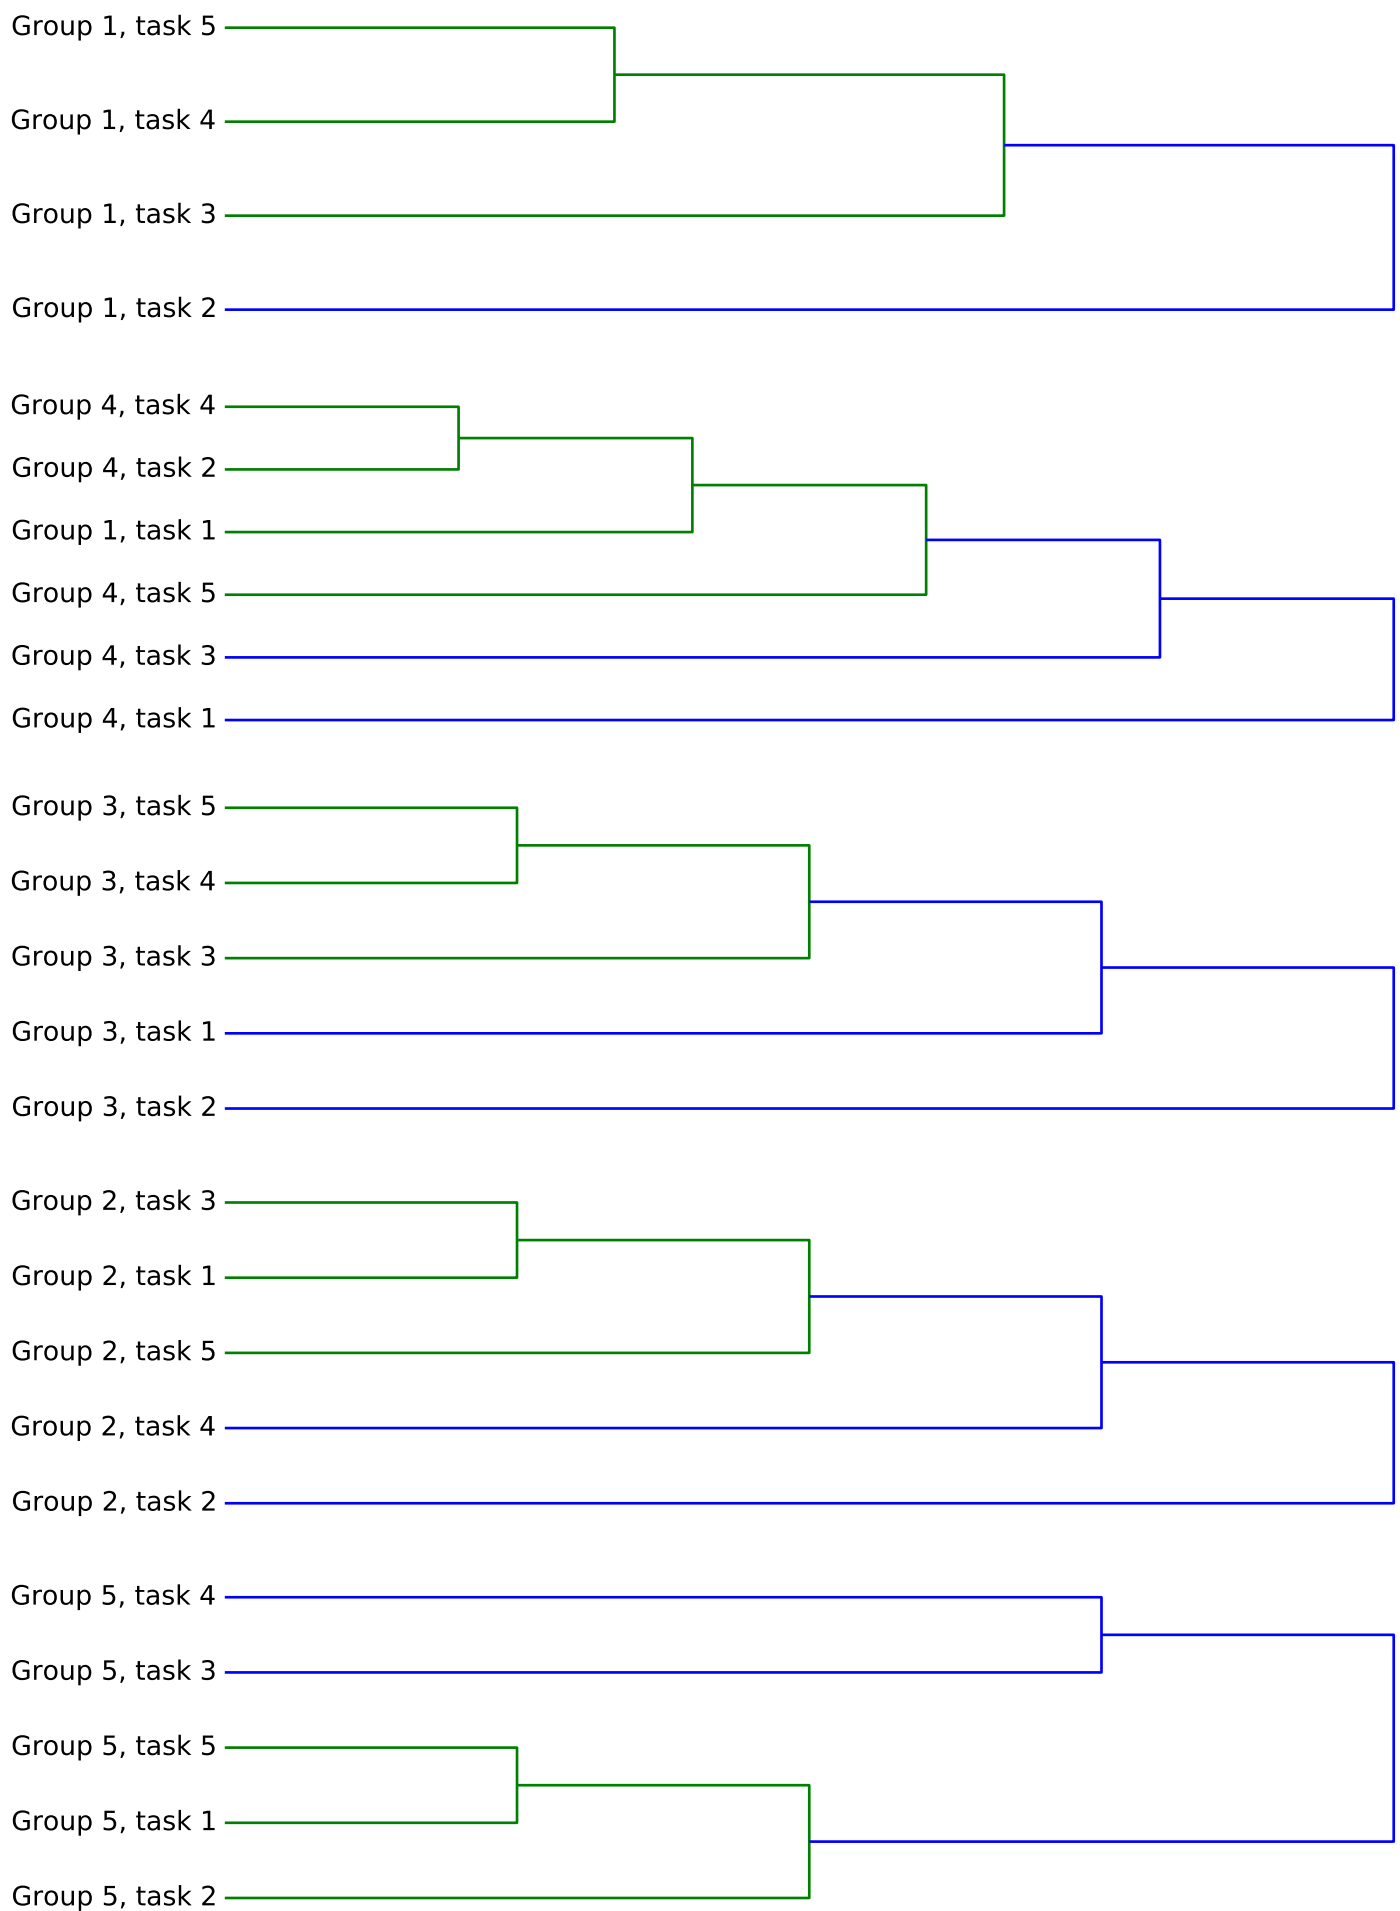 Group 1, task 5
Group 1, task 4
Group 1, task 3
Group 1, task 2
Group 4, task 4
Group 4, task 2
Group 1, task 1
Group 4, task 5
Group 4, task 3
Group 4, task 1
Group 3, task 5
Group 3, task 4
Group 3, task 3
Group 3, task 1
Group 3, task 2
Group 2, task 3
Group 2, task 1
Group 2, task 5
Group 2, task 4
Group 2, task 2
Group 5, task 4
Group 5, task 3
Group 5, task 5
Group 5, task 1
Group 5, task 2